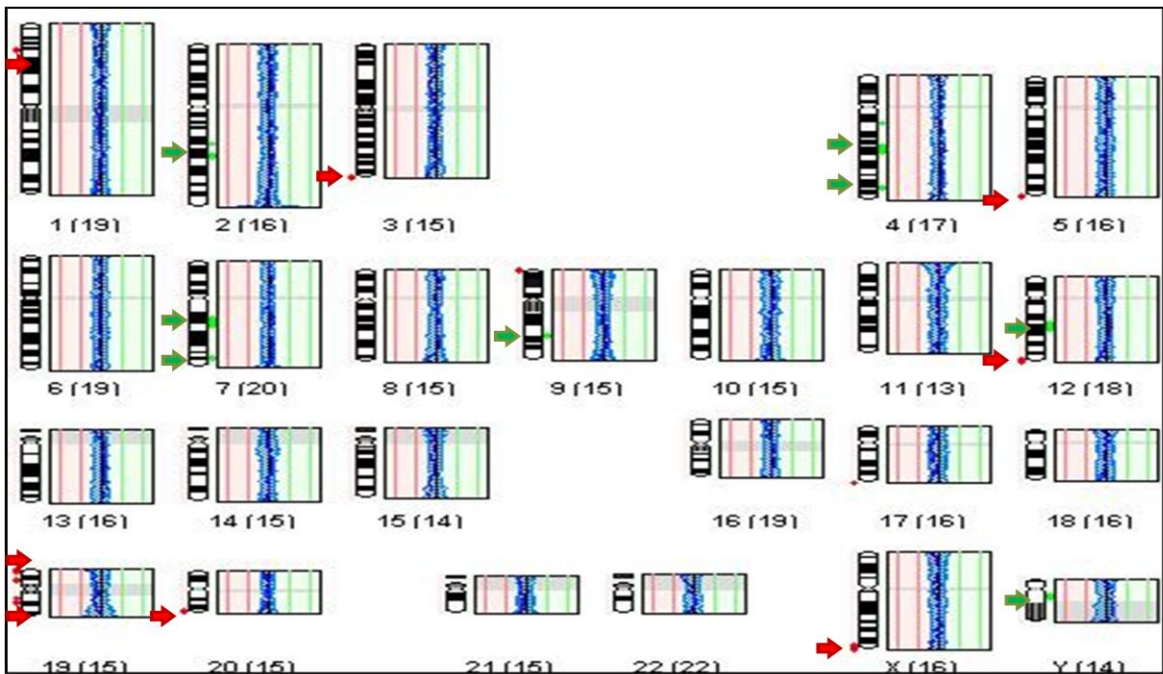 1 (19) 2 (16) 3 (15) 4 (17) 5 (16)
6 (19) 7 (20) 8 (15) 9 (15) 10 (15) 11 (13) 12 (18)
13 (16) 14 (15) 15 (14) 16 (19) 17 (16) 18 (16)
19 (15) 20 (15) 21 (15) 22 (22) X (16) Y (14)